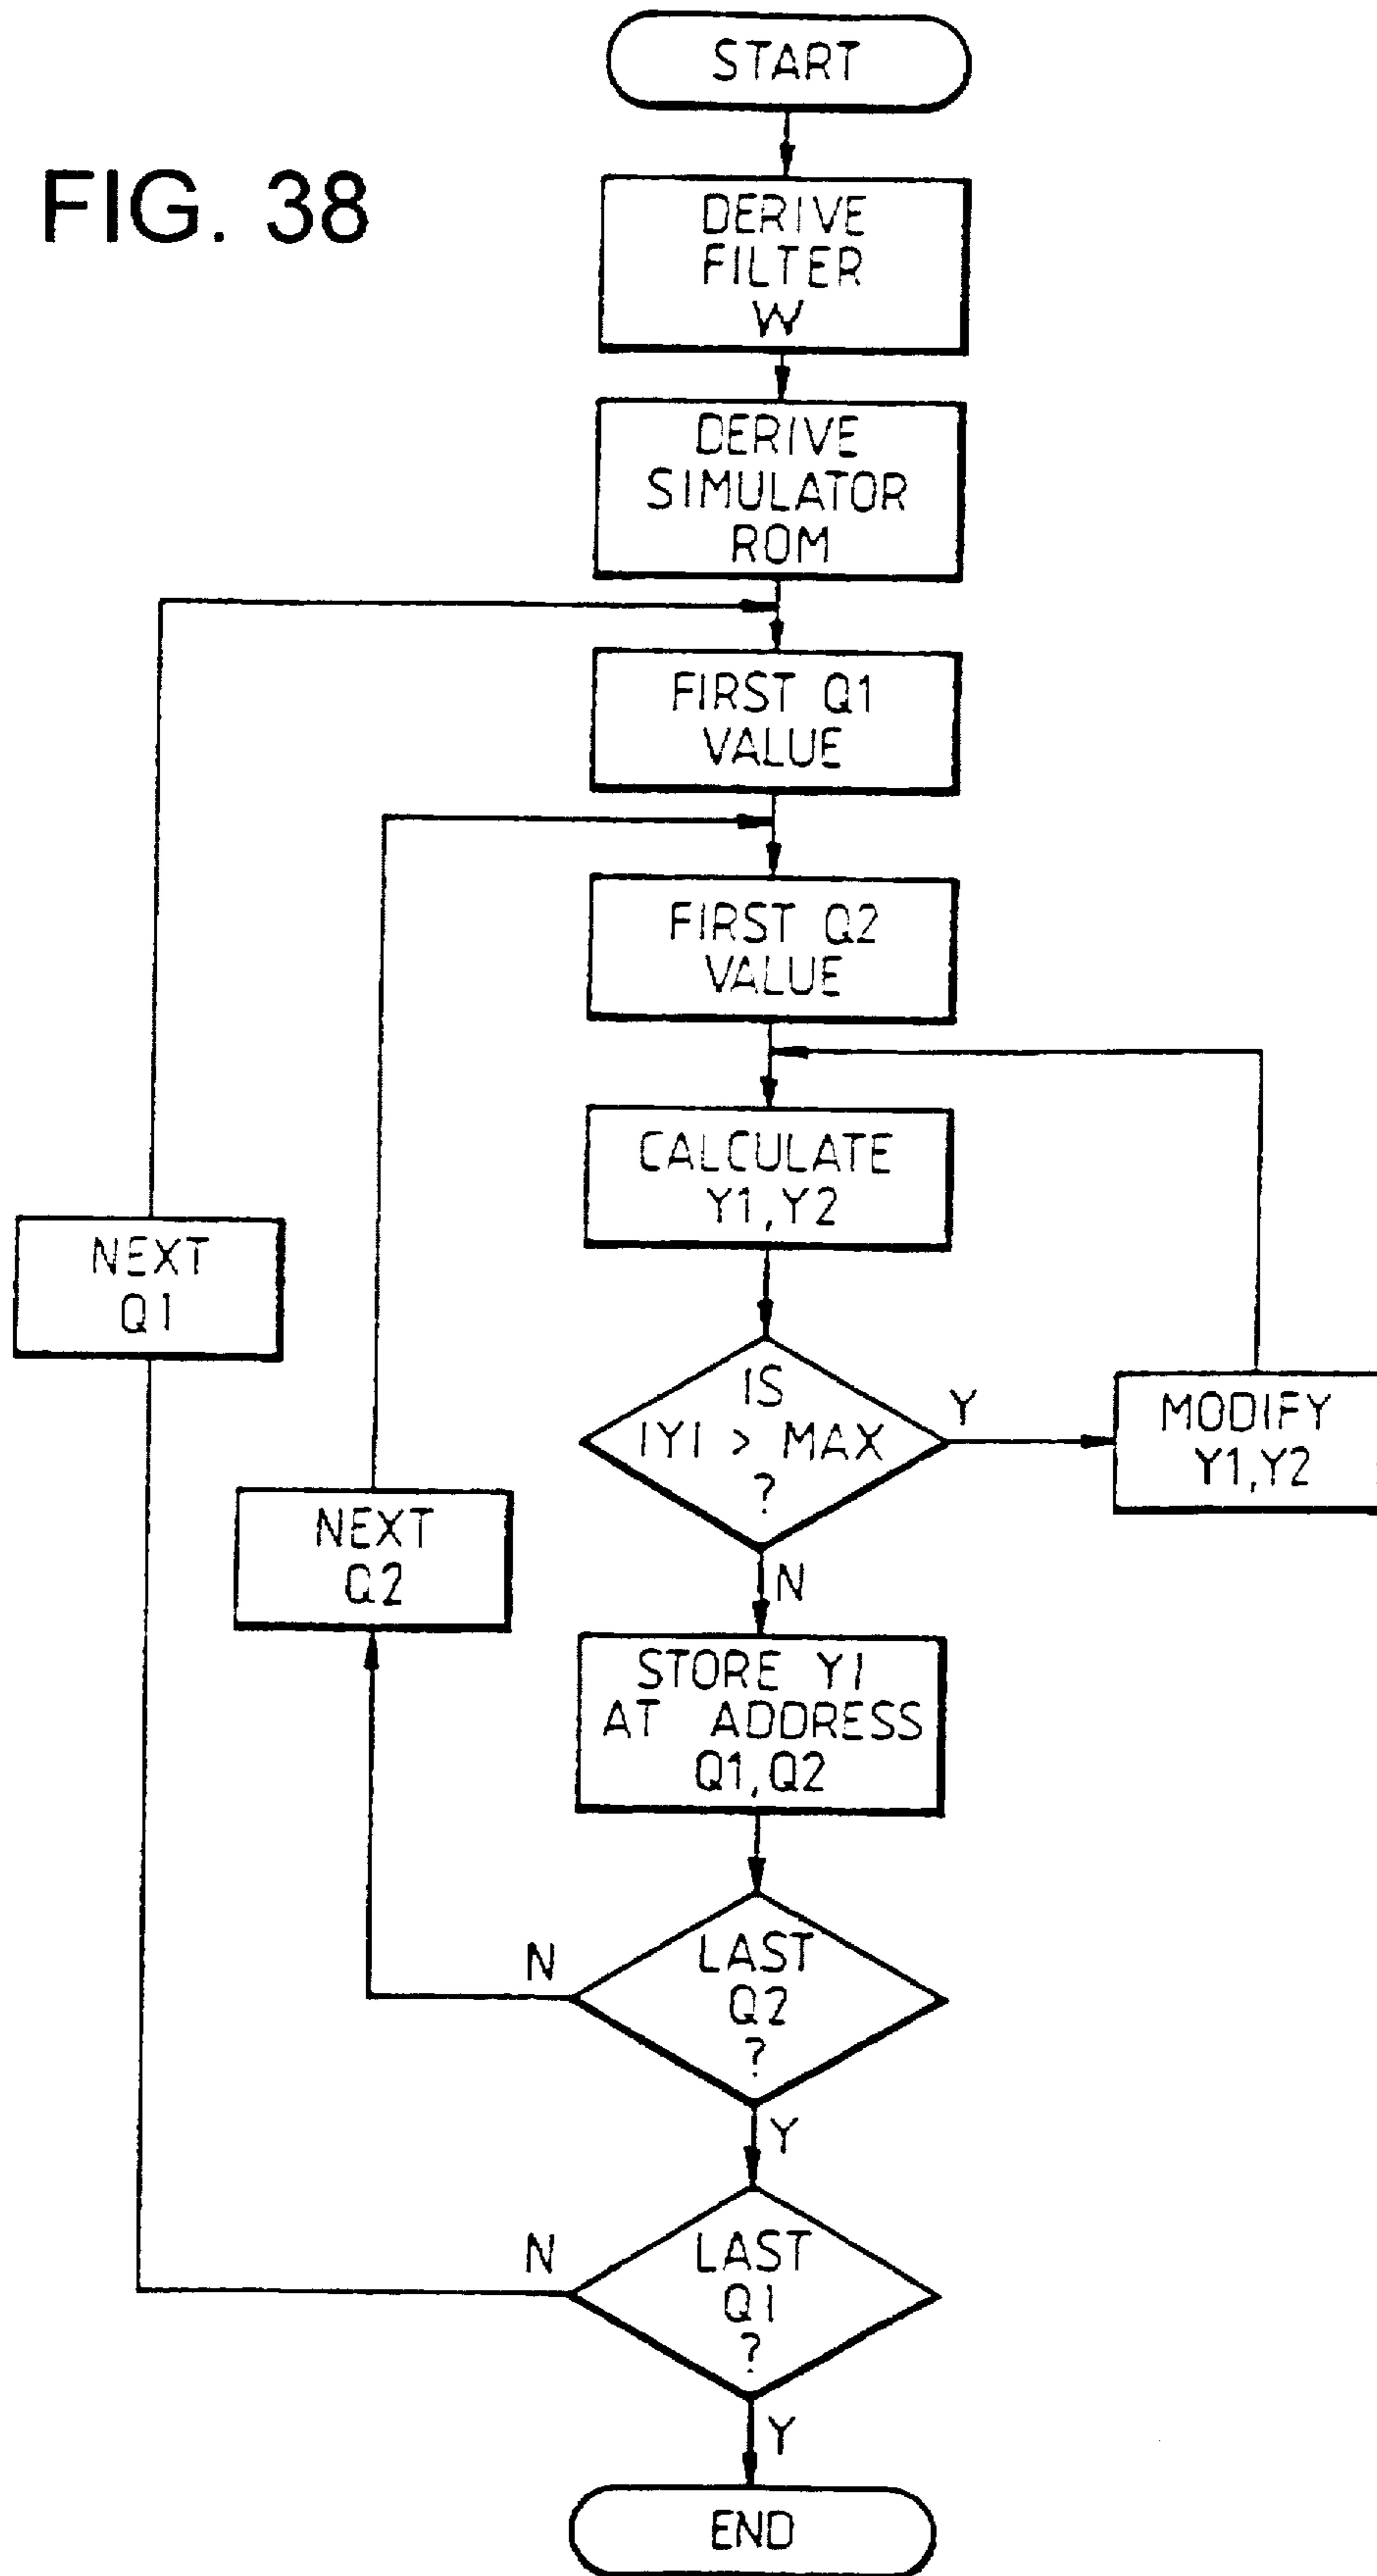 START
FIG. 38
DERIVE
FILTER
W
DERIVE
SIMULATOR
ROM
FIRST Q1
VALUE
FIRST Q2
VALUE
CALCULATE
Y1,Y2
NEXT
Q1
IS
|Y| > MAX
?
Y
MODIFY
Y1,Y2
NEXT
Q2
N
STORE Y1
AT ADDRESS
Q1,Q2
LAST
Q2
?
N
Y
LAST
Q1
?
N
Y
END